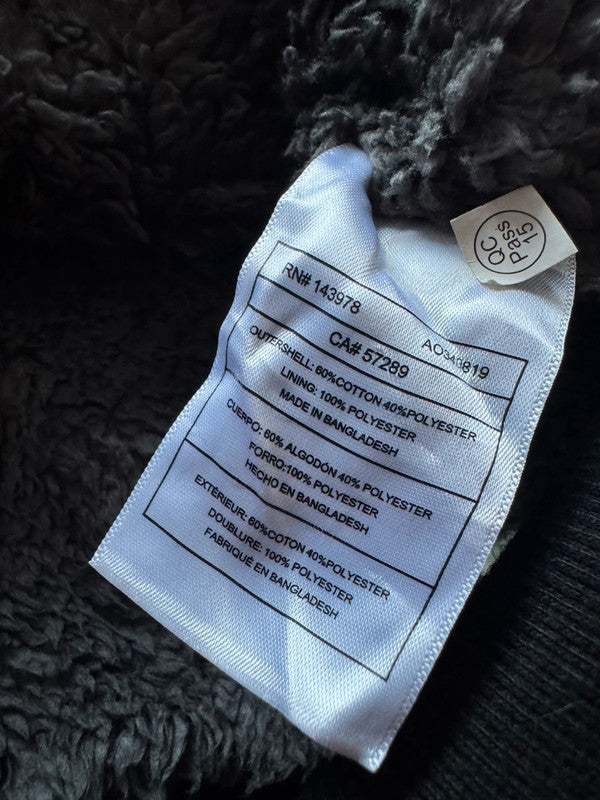 QC
Pass
15
RN# 143978
AO343819
CA# 57289
OUTERSHELL: 60%COTTON 40%POLYESTER
LINING: 100% POLYESTER
MADE IN BANGLADESH
CUERPO: 60% ALGODÓN 40% POLYESTER
FORRO:100% POLYESTER
HECHO EN BANGLADESH
EXTÉRIEUR: 60%COTON 40%POLYESTER
DOUBLURE: 100% POLYESTER
FABRIQUÉ EN BANGLADESH